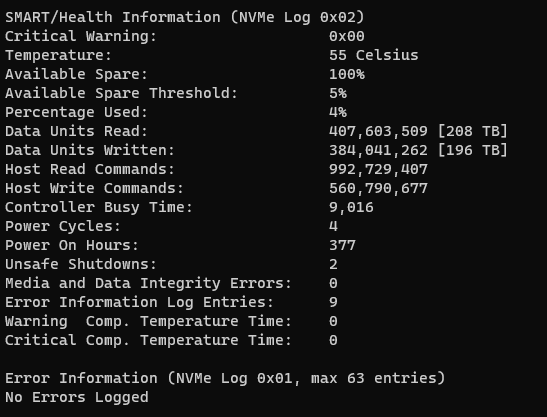 SMART/Health Information (NVMe Log 0x02)
Critical Warning: 0x00
Temperature: 55 Celsius
Available Spare: 100%
Available Spare Threshold: 5%
Percentage Used: 4%
Data Units Read: 407,603,509 [208 TB]
Data Units Written: 384,041,262 [196 TB]
Host Read Commands: 992,729,407
Host Write Commands: 560,790,677
Controller Busy Time: 9,016
Power Cycles: 4
Power On Hours: 377
Unsafe Shutdowns: 2
Media and Data Integrity Errors: 0
Error Information Log Entries: 9
Warning  Comp. Temperature Time: 0
Critical Comp. Temperature Time: 0
Error Information (NVMe Log 0x01, max 63 entries)
No Errors Logged